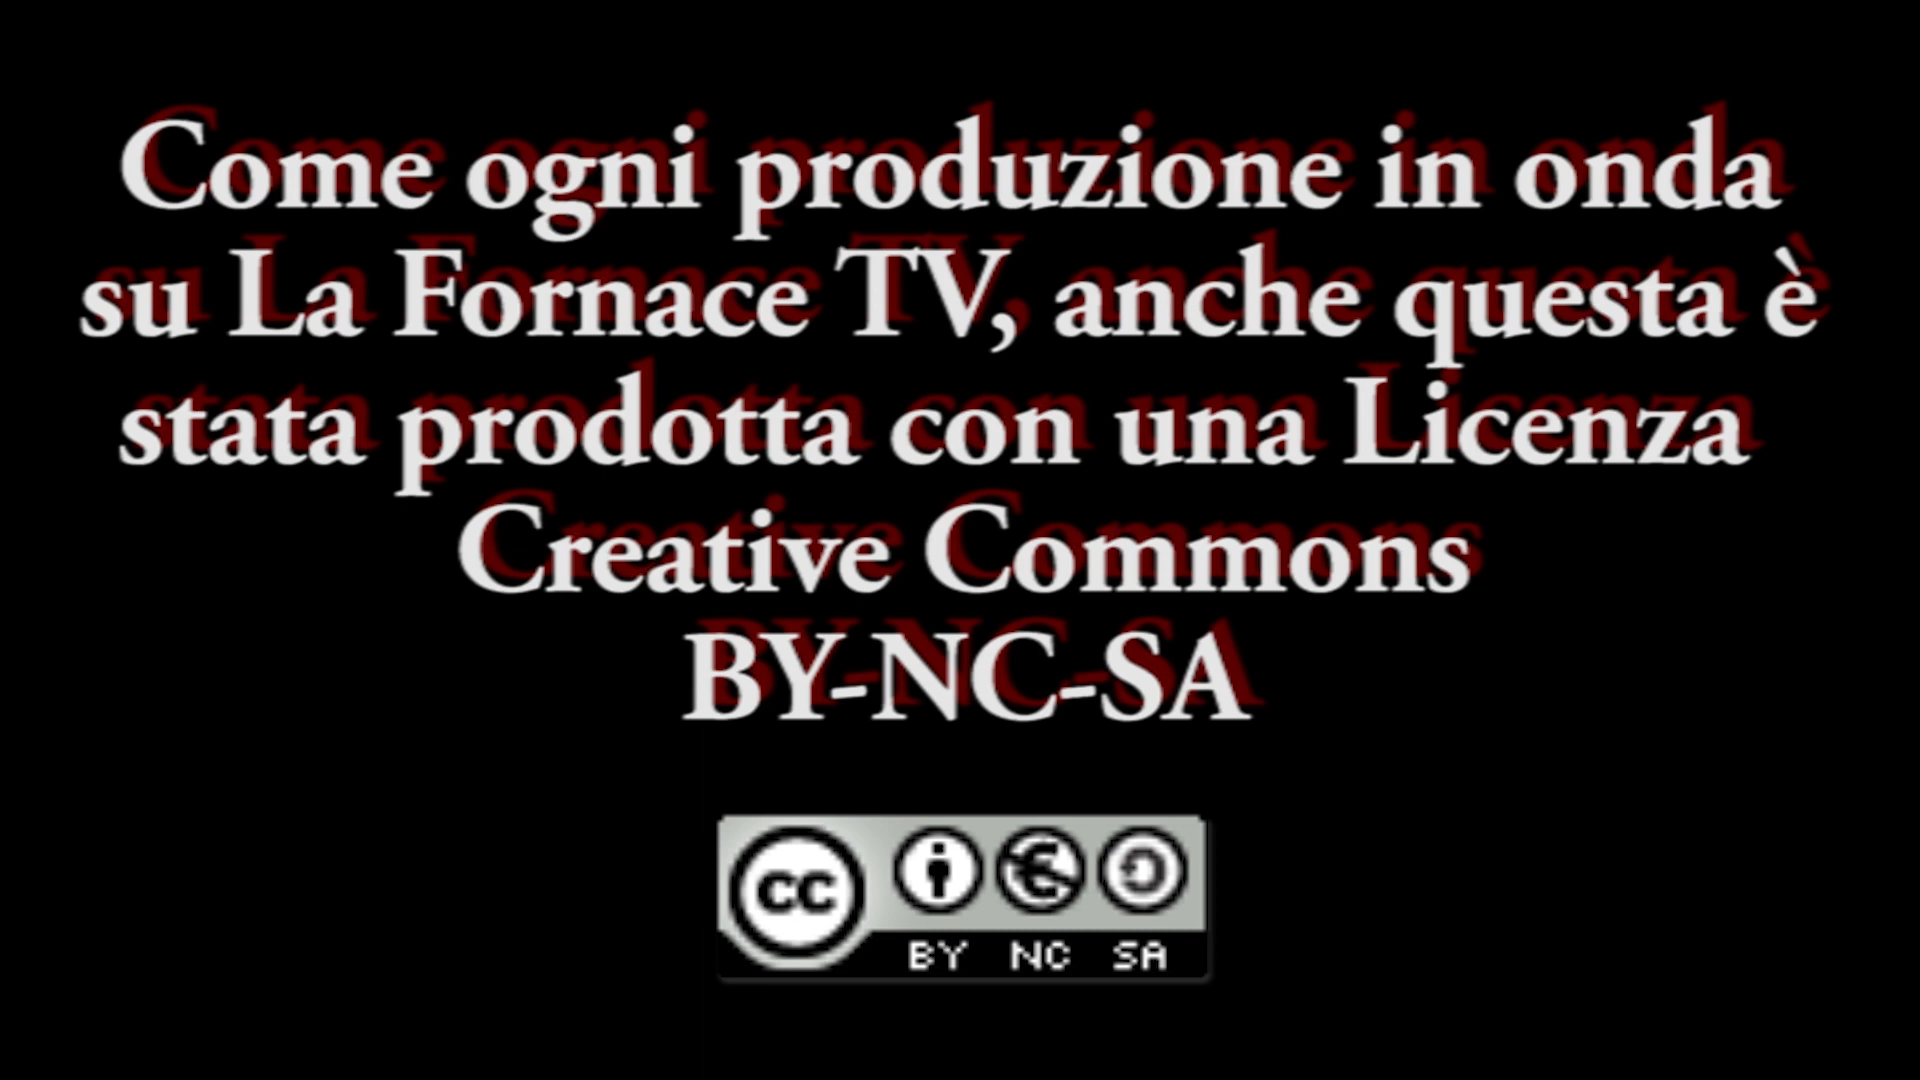 Come ogni produzione in onda
su La Fornace TV, anche questa è
stata prodotta con una Licenza
Creative Commons
BY-NC-SA
cc
BY NC SA